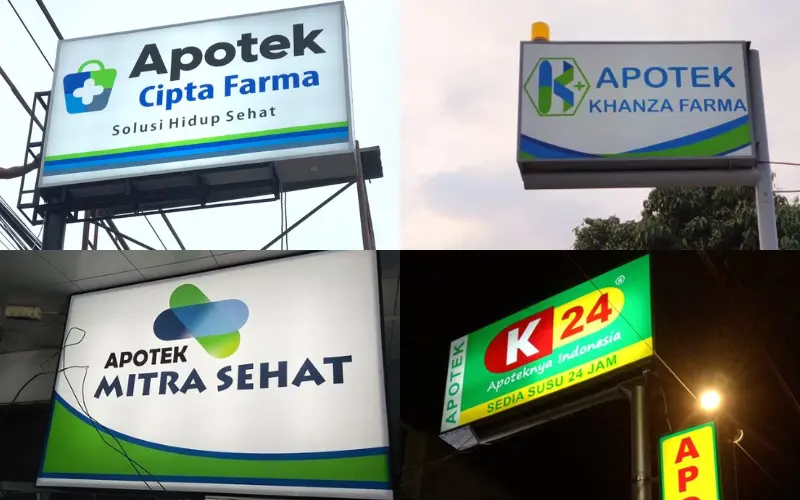 Apotek
Cipta Farma
Solusi Hidup Sehat
K+
APOTEK
KHANZA FARMA
APOTEK
MITRA SEHAT
APOTEK
K 24 ®
Apoteknya Indonesia
SEDIA SUSU 24 JAM
APO